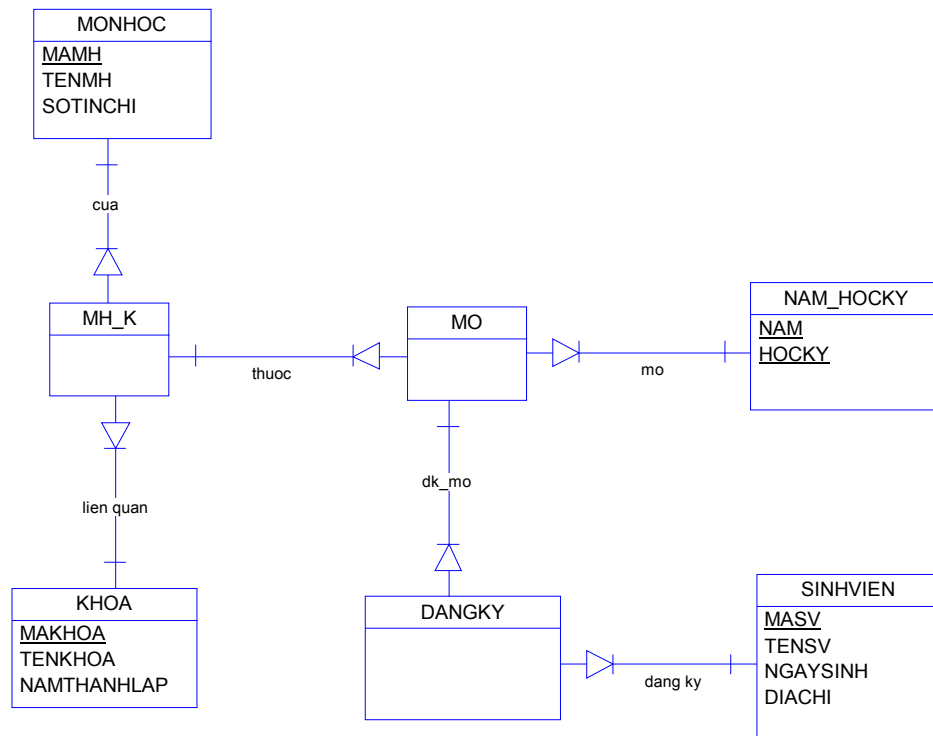 MONHOC
MAMH
TENMH
SOTINCHI
cua
MH_K
thuoc
MO
mo
NAM_HOCKY
NAM
HOCKY
lien quan
dk_mo
KHOA
MAKHOA
TENKHOA
NAMTHANHLAP
DANGKY
dang ky
SINHVIEN
MASV
TENSV
NGAYSINH
DIACHI